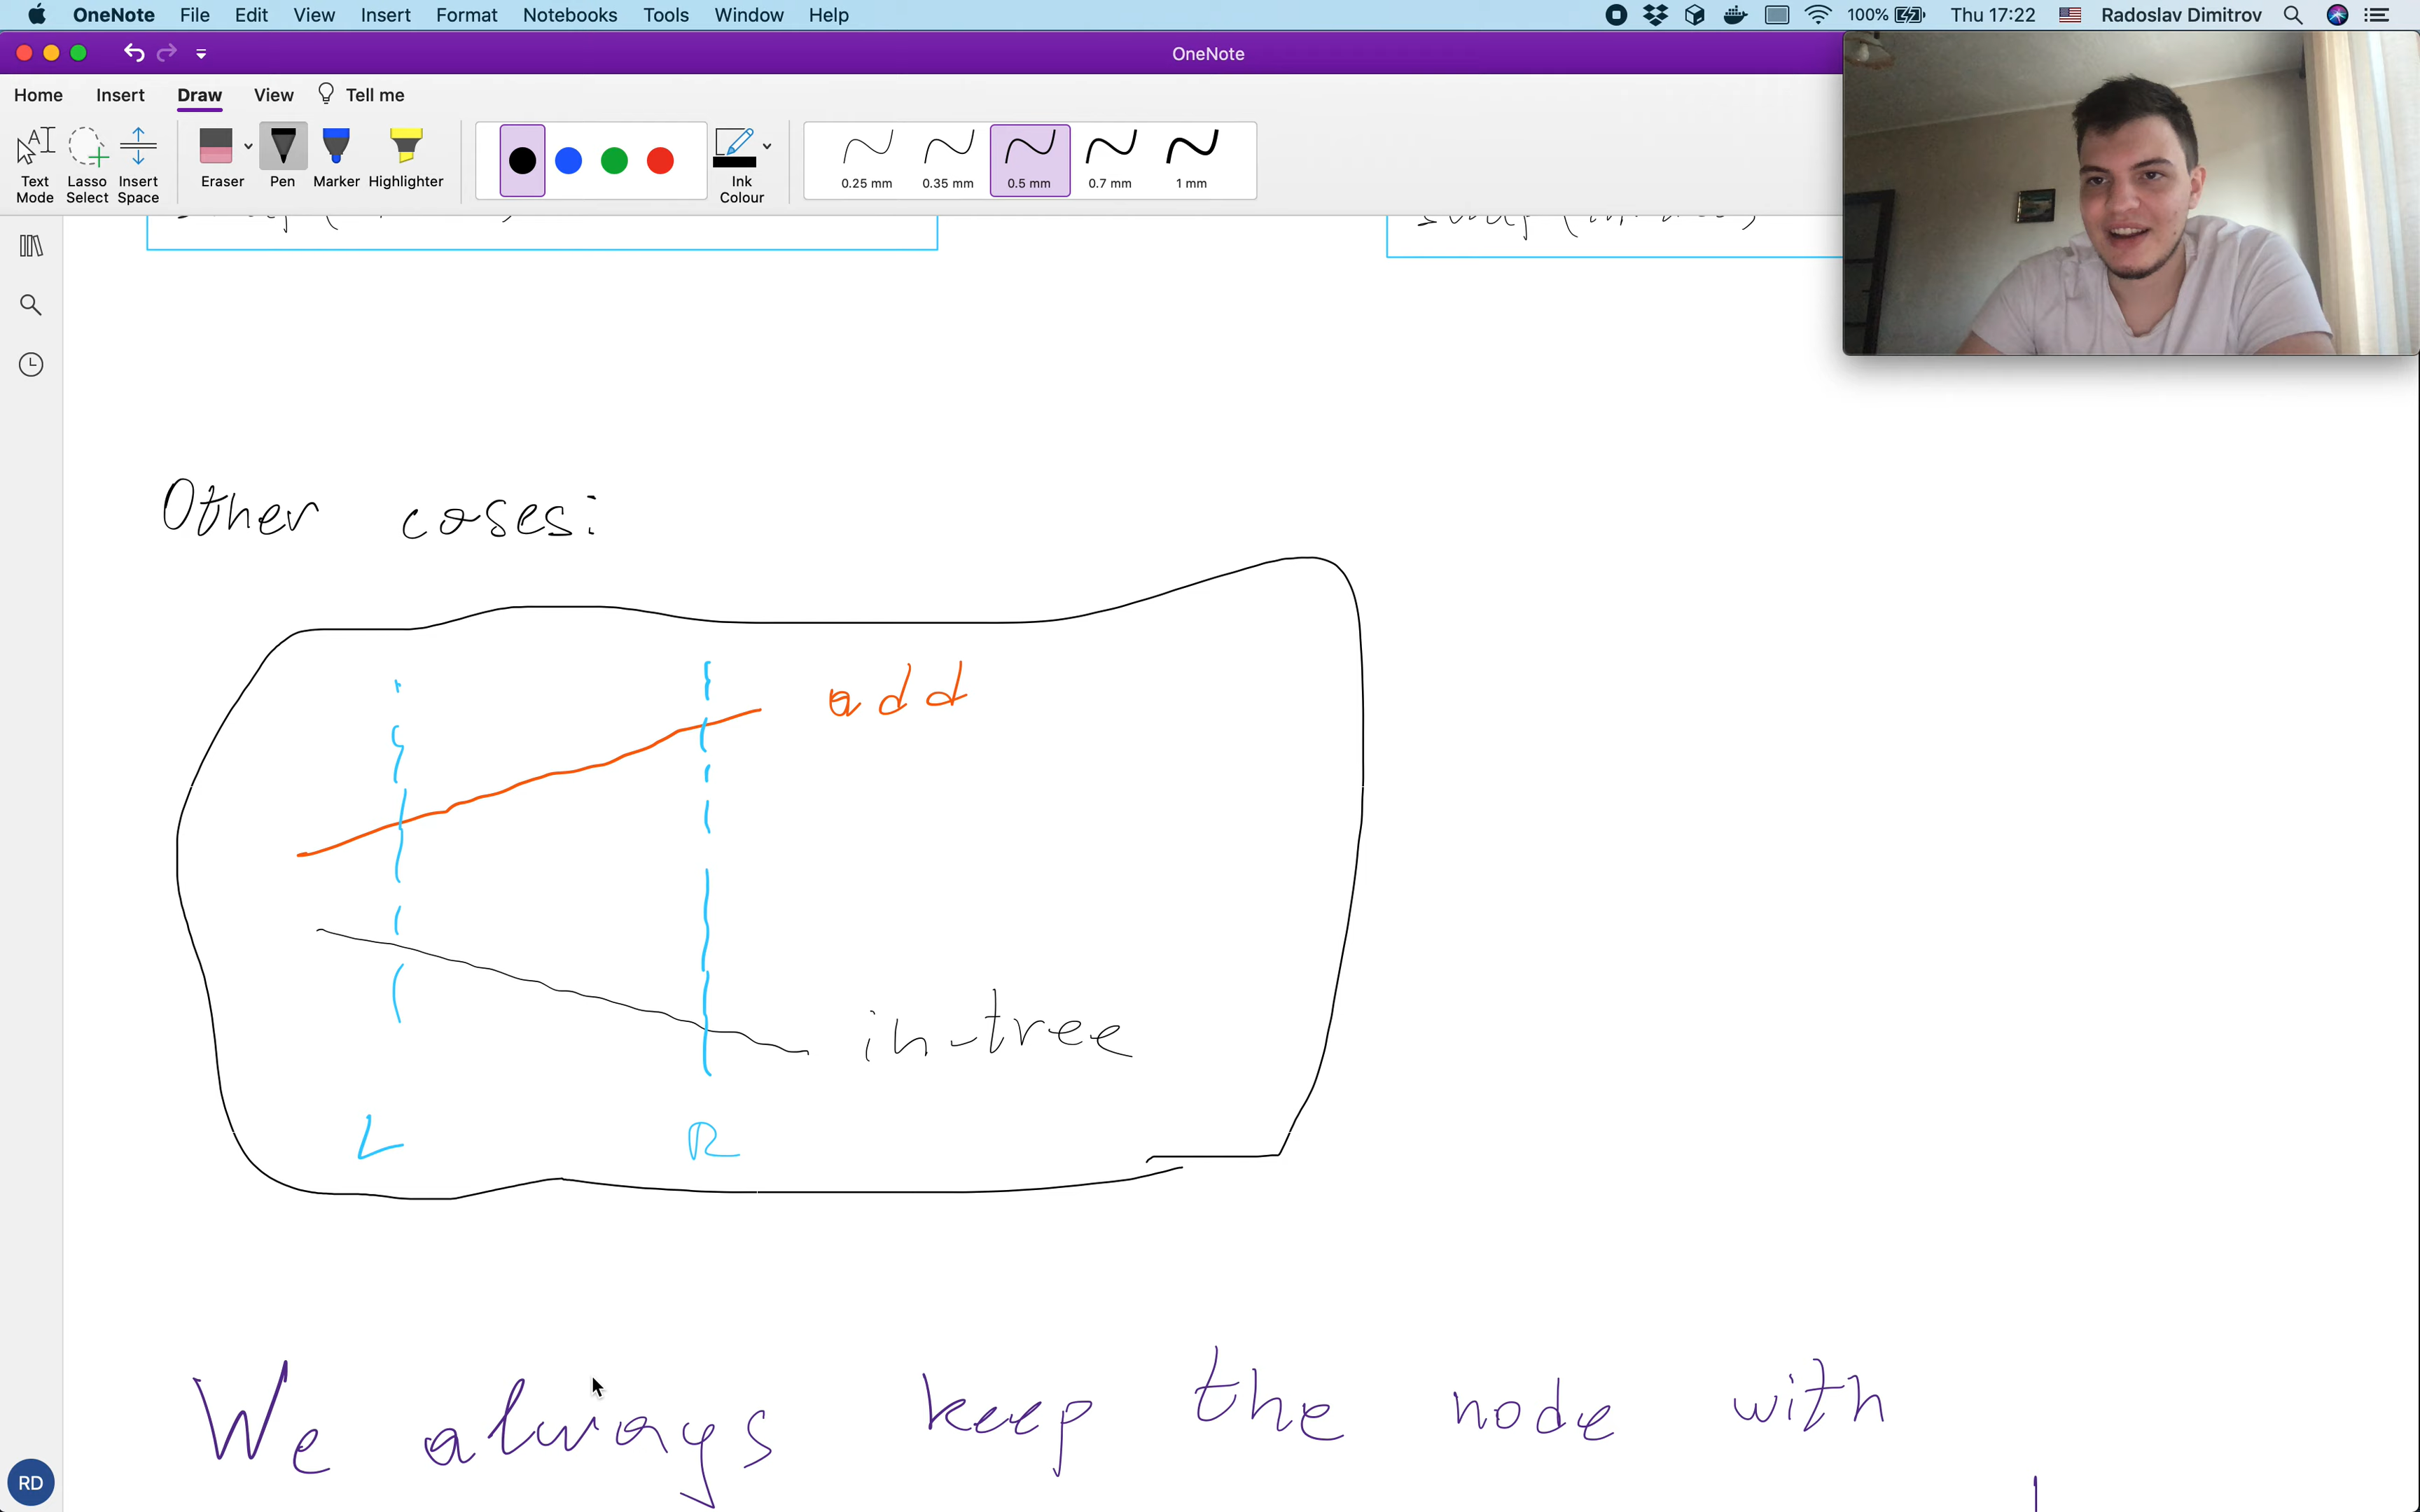 OneNote File Edit View Insert Format Notebooks Tools Window Help 100% Thu 17:22 Radoslav Dimitrov
OneNote
Home Insert Draw View Tell me
Text Mode Lasso Select Insert Space Eraser Pen Marker Highlighter Ink Colour 0.25 mm 0.35 mm 0.5 mm 0.7 mm 1 mm
Other cases:
add
in-tree
L R
We always keep the node with
RD